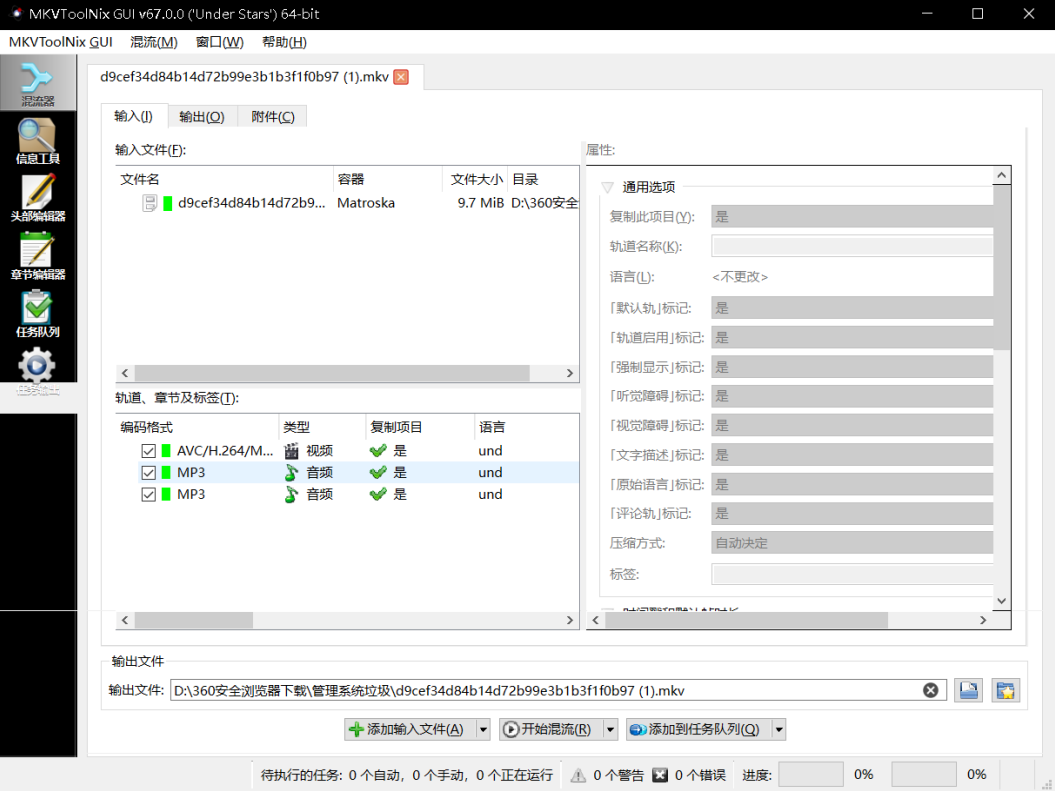 MKVToolNix GUI v67.0.0 ('Under Stars') 64-bit
MKVToolNix GUI 混流(M) 窗口(W) 帮助(H)
混流器
信息工具
头部编辑器
章节编辑器
任务队列
d9cef34d84b14d72b99e3b1b3f1f0b97 (1).mkv
输入(I) 输出(O) 附件(C)
输入文件(F):
文件名 容器 文件大小 目录
d9cef34d84b14d72b9... Matroska 9.7 MiB D:\360安全
轨道、章节及标签(T):
编码格式 类型 复制项目 语言
AVC/H.264/M... 视频 是 und
MP3 音频 是 und
MP3 音频 是 und
属性:
通用选项
复制此项目(Y): 是
轨道名称(K):
语言(L): <不更改>
「默认轨」标记: 是
「轨道启用」标记: 是
「强制显示」标记: 是
「听觉障碍」标记: 是
「视觉障碍」标记: 是
「文字描述」标记: 是
「原始语言」标记: 是
「评论轨」标记: 是
压缩方式: 自动决定
标签:
输出文件
输出文件: D:\360安全浏览器下载\管理系统垃圾\d9cef34d84b14d72b99e3b1b3f1f0b97 (1).mkv
添加输入文件(A) 开始混流(R) 添加到任务队列(Q)
待执行的任务: 0 个自动，0 个手动，0 个正在运行 0 个警告 0 个错误 进度: 0% 0%